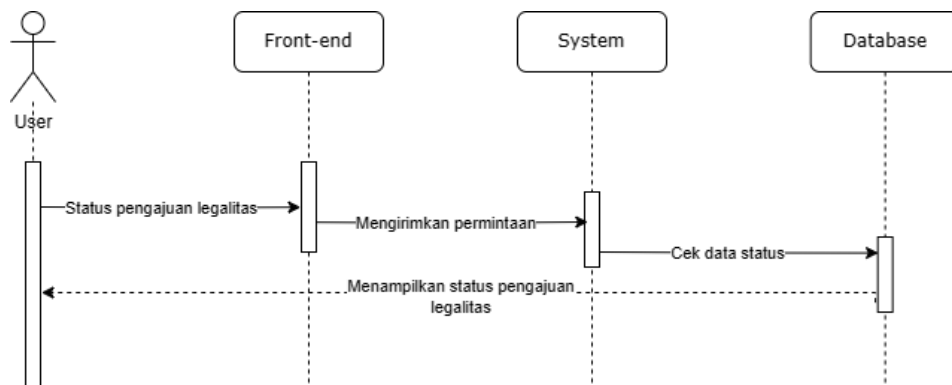 Front-end
System
Database
User
Status pengajuan legalitas
Mengirimkan permintaan
Cek data status
Menampilkan status pengajuan
legalitas